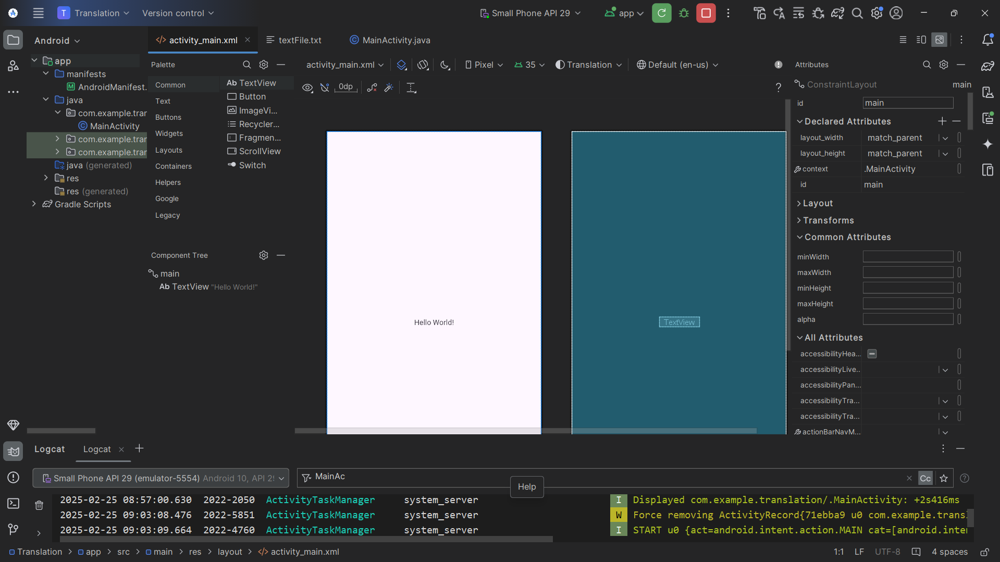 T Translation Version control Small Phone API 29 app
Android activity_main.xml textFile.txt MainActivity.java
app
manifests
AndroidManifest.
java
com.example.trar
MainActivity
com.example.trar
com.example.trar
java (generated)
res
res (generated)
Gradle Scripts
Palette
Common
Text
Buttons
Widgets
Layouts
Containers
Helpers
Google
Legacy
Ab TextView
Button
ImageVi...
Recycler...
Fragmen...
ScrollView
Switch
Component Tree
main
Ab TextView "Hello World!"
activity_main.xml Pixel 35 Translation Default (en-us)
0dp ?
Hello World!
TextView
Attributes
ConstraintLayout main
id main
Declared Attributes
layout_width match_parent
layout_height match_parent
context .MainActivity
id main
Layout
Transforms
Common Attributes
minWidth
maxWidth
minHeight
maxHeight
alpha
All Attributes
accessibilityHea...
accessibilityLive..
accessibilityPan...
accessibilityTra...
accessibilityTra...
actionBarNavM...
Logcat Logcat
Small Phone API 29 (emulator-5554) Android 10, API 29 MainAc Cc ?
Help
2025-02-25 08:57:00.630 2022-2050 ActivityTaskManager system_server I Displayed com.example.translation/.MainActivity: +2s416ms
2025-02-25 09:03:08.476 2022-5851 ActivityTaskManager system_server W Force removing ActivityRecord{71ebba9 u0 com.example.trans
2025-02-25 09:03:09.664 2022-4760 ActivityTaskManager system_server I START u0 {act=android.intent.action.MAIN cat=[android.inte
Translation > app > src > main > res > layout > activity_main.xml 1:1 LF UTF-8 4 spaces